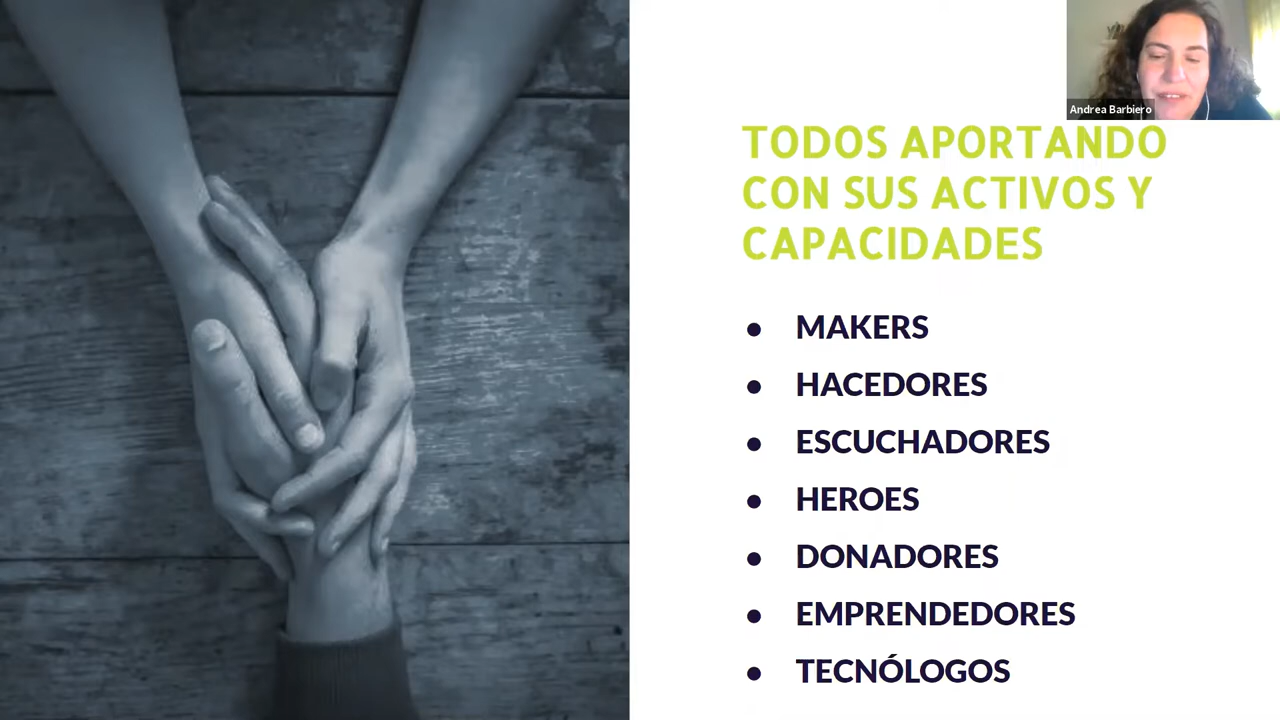 Andrea Barbiero
TODOS APORTANDO
CON SUS ACTIVOS Y
CAPACIDADES
● MAKERS
● HACEDORES
● ESCUCHADORES
● HEROES
● DONADORES
● EMPRENDEDORES
● TECNÓLOGOS